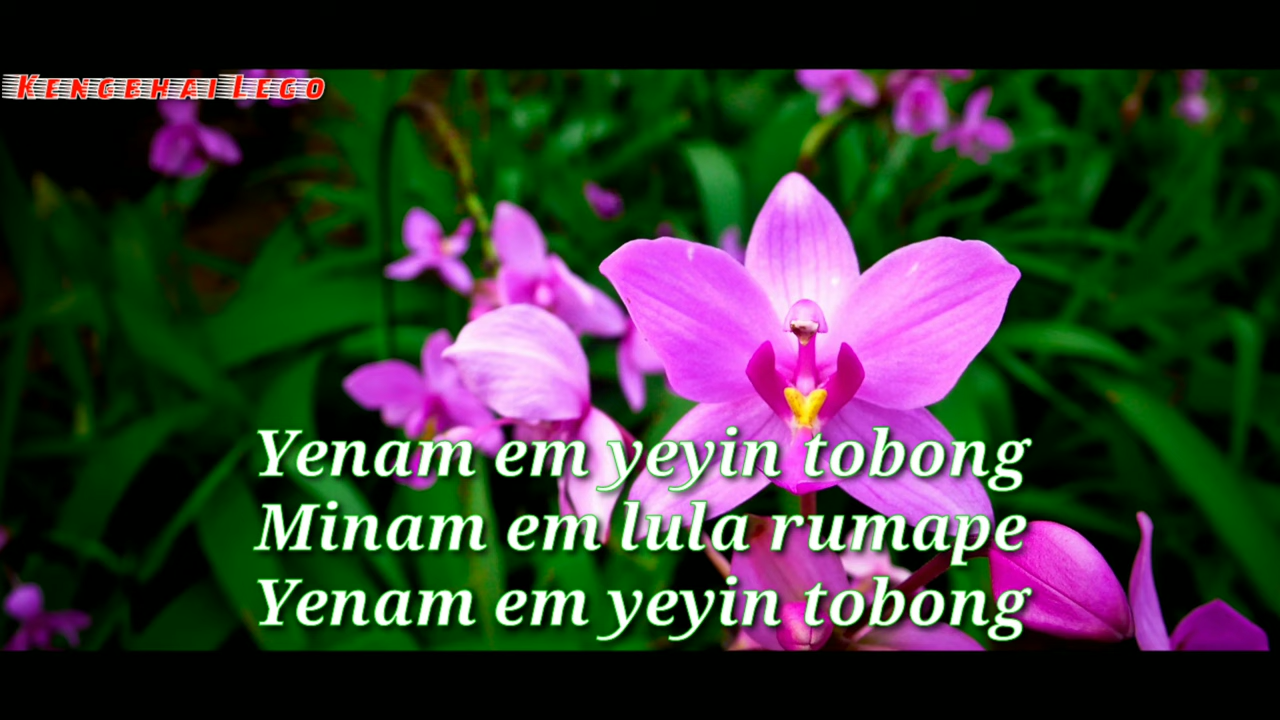 Kengehai Lego
Yenam em yeyin tobong
Minam em lula rumape
Yenam em yeyin tobong